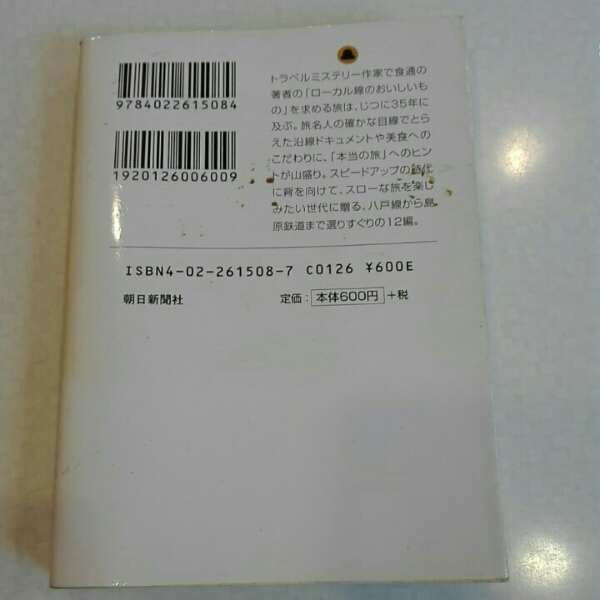 9784022615084
1920126006009
トラベルミステリー作家で食通の
著者の「ローカル線のおいしいも
の」を求める旅は、じつに35年に
及ぶ。旅名人の確かな目線でとら
えた沿線ドキュメントや美食への
こだわりに、「本当の旅」へのヒン
トが山盛り。スピードアップの時代
に背を向けて、スローな旅を楽し
みたい世代に贈る、八戸線から島
原鉄道まで選りすぐりの12編。
ISBN4-02-261508-7 C0126 ¥600E
朝日新聞社
定価：本体600円+税